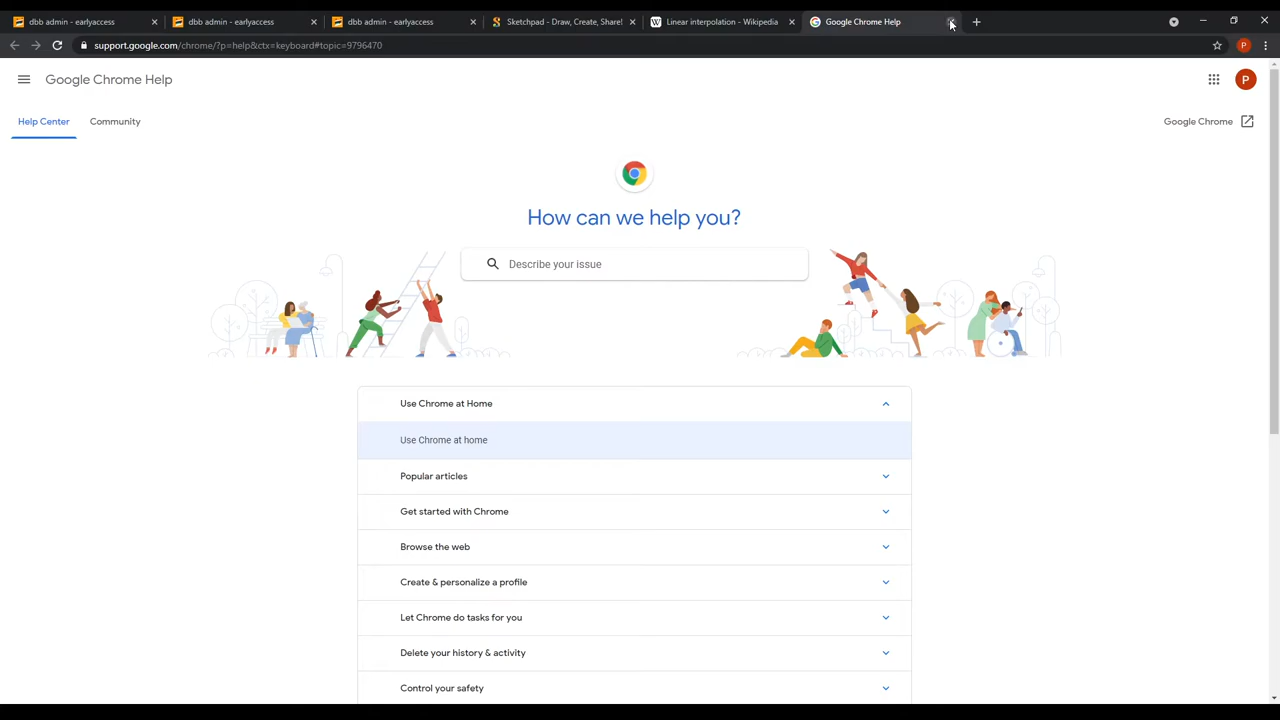 dbb admin - earlyaccess
dbb admin - earlyaccess
dbb admin - earlyaccess
Sketchpad - Draw, Create, Share!
Linear interpolation - Wikipedia
Google Chrome Help
support.google.com/chrome/?p=help&ctx=keyboard#topic=9796470
P
Google Chrome Help
P
Help Center
Community
Google Chrome
How can we help you?
Describe your issue
Use Chrome at Home
Use Chrome at home
Popular articles
Get started with Chrome
Browse the web
Create & personalize a profile
Let Chrome do tasks for you
Delete your history & activity
Control your safety